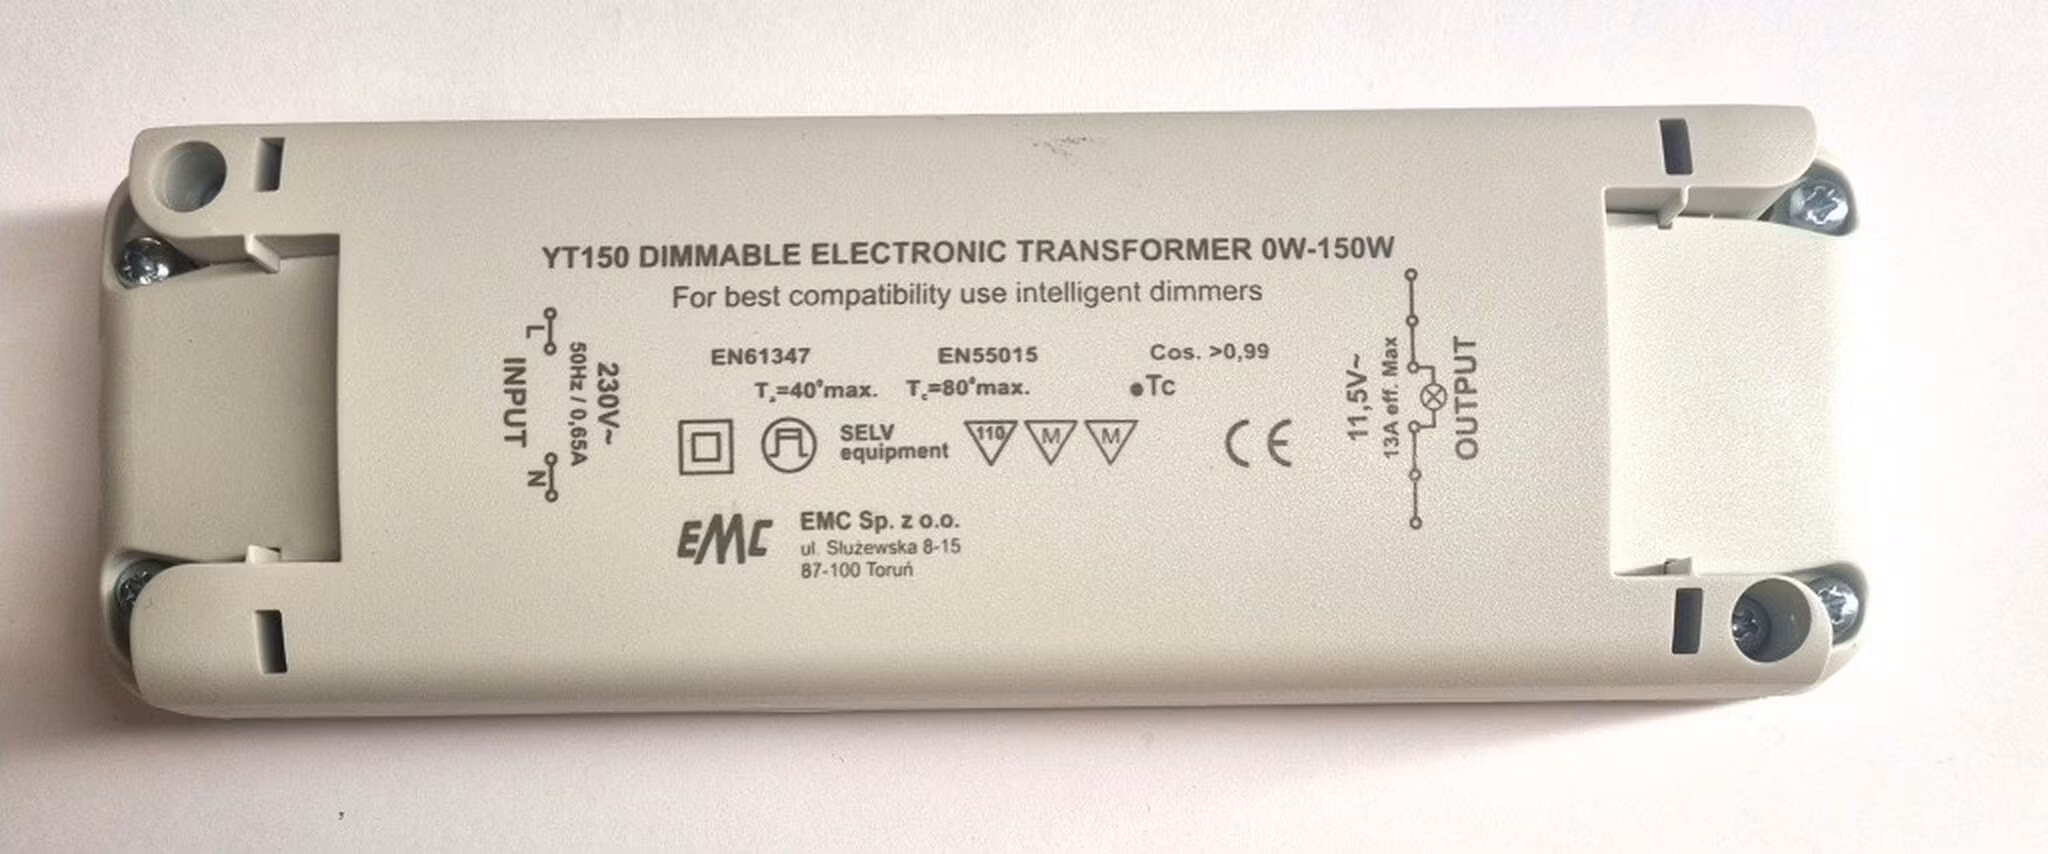 YT150 DIMMABLE ELECTRONIC TRANSFORMER 0W-150W
For best compatibility use intelligent dimmers
EN61347 EN55015 Cos. >0,99
Ta=40°max. Tc=80°max. ●Tc
L
N
INPUT
230V~
50Hz / 0,65A
SELV
equipment
110 M M
CE
11,5V~
13A eff. Max
OUTPUT
EMC
EMC Sp. z o.o.
ul. Służewska 8-15
87-100 Toruń